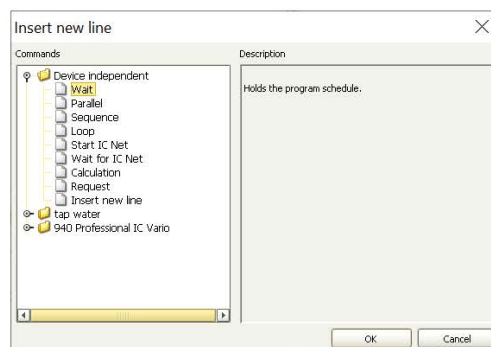 Insert new line
Commands
Description
Device independent
Wait
Holds the program schedule.
Parallel
Sequence
Loop
Start IC Net
Wait for IC Net
Calculation
Request
Insert new line
tap water
940 Professional IC Vario
OK
Cancel